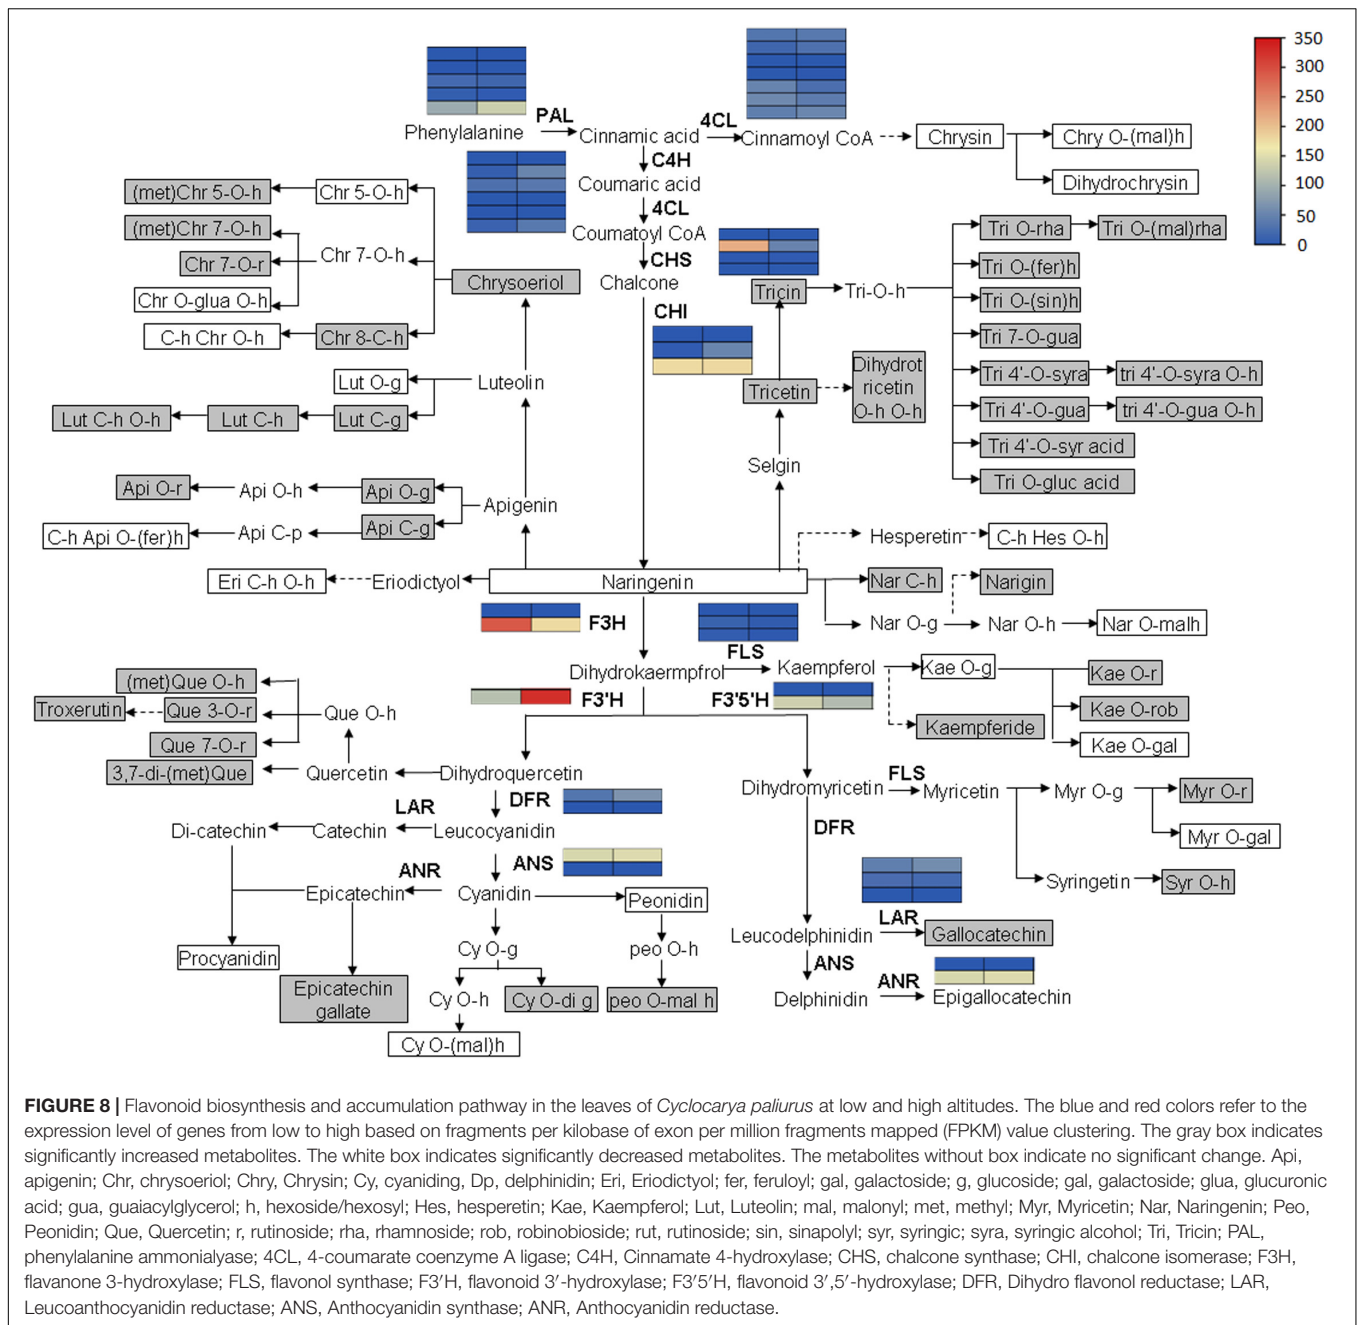 350
300
250
200
150
100
50
0
PAL
4CL
Phenylalanine
Cinnamic acid
Cinnamoyl CoA
Chrysin
Chry O-(mal)h
C4H
Dihydrochrysin
Coumaric acid
(met)Chr 5-O-h
Chr 5-O-h
4CL
(met)Chr 7-O-h
Coumatoyl CoA
Tri O-rha
Tri O-(mal)rha
Chr 7-O-h
CHS
Chr 7-O-r
Tri O-(fer)h
Chrysoeriol
Chalcone
Tricin
Tri-O-h
Chr O-glua O-h
Tri O-(sin)h
CHI
C-h Chr O-h
Chr 8-C-h
Tri 7-O-gua
Dihydrot
ricetin
O-h O-h
Lut O-g
Luteolin
Tri 4'-O-syra
tri 4'-O-syra O-h
Tricetin
Lut C-h O-h
Lut C-h
Lut C-g
Tri 4'-O-gua
tri 4'-O-gua O-h
Tri 4'-O-syr acid
Selgin
Tri O-gluc acid
Api O-r
Api O-h
Api O-g
Apigenin
C-h Api O-(fer)h
Api C-p
Api C-g
Hesperetin
C-h Hes O-h
Eri C-h O-h
Eriodictyol
Naringenin
Nar C-h
Narigin
F3H
Nar O-g
Nar O-h
Nar O-malh
FLS
Dihydrokaermpfrol
Kaempferol
Kae O-g
Kae O-r
(met)Que O-h
F3'H
F3'5'H
Troxerutin
Que 3-O-r
Que O-h
Kae O-rob
Kaempferide
Que 7-O-r
Kae O-gal
3,7-di-(met)Que
Quercetin
Dihydroquercetin
FLS
Dihydromyricetin
Myricetin
Myr O-g
Myr O-r
LAR
DFR
Di-catechin
Catechin
Leucocyanidin
DFR
Myr O-gal
ANR
ANS
Epicatechin
Cyanidin
Peonidin
Syringetin
Syr O-h
LAR
Leucodelphinidin
Gallocatechin
Procyanidin
Cy O-g
peo O-h
ANS
ANR
Epicatechin
gallate
Cy O-h
Cy O-di g
peo O-mal h
Delphinidin
Epigallocatechin
Cy O-(mal)h
FIGURE 8 | Flavonoid biosynthesis and accumulation pathway in the leaves of Cyclocarya paliurus at low and high altitudes. The blue and red colors refer to the
expression level of genes from low to high based on fragments per kilobase of exon per million fragments mapped (FPKM) value clustering. The gray box indicates
significantly increased metabolites. The white box indicates significantly decreased metabolites. The metabolites without box indicate no significant change. Api,
apigenin; Chr, chrysoeriol; Chry, Chrysin; Cy, cyaniding, Dp, delphinidin; Eri, Eriodictyol; fer, feruloyl; gal, galactoside; g, glucoside; gal, galactoside; glua, glucuronic
acid; gua, guaiacylglycerol; h, hexoside/hexosyl; Hes, hesperetin; Kae, Kaempferol; Lut, Luteolin; mal, malonyl; met, methyl; Myr, Myricetin; Nar, Naringenin; Peo,
Peonidin; Que, Quercetin; r, rutinoside; rha, rhamnoside; rob, robinobioside; rut, rutinoside; sin, sinapolyl; syr, syringic; syra, syringic alcohol; Tri, Tricin; PAL,
phenylalanine ammonialyase; 4CL, 4-coumarate coenzyme A ligase; C4H, Cinnamate 4-hydroxylase; CHS, chalcone synthase; CHI, chalcone isomerase; F3H,
flavanone 3-hydroxylase; FLS, flavonol synthase; F3′H, flavonoid 3′-hydroxylase; F3′5′H, flavonoid 3′,5′-hydroxylase; DFR, Dihydro flavonol reductase; LAR,
Leucoanthocyanidin reductase; ANS, Anthocyanidin synthase; ANR, Anthocyanidin reductase.